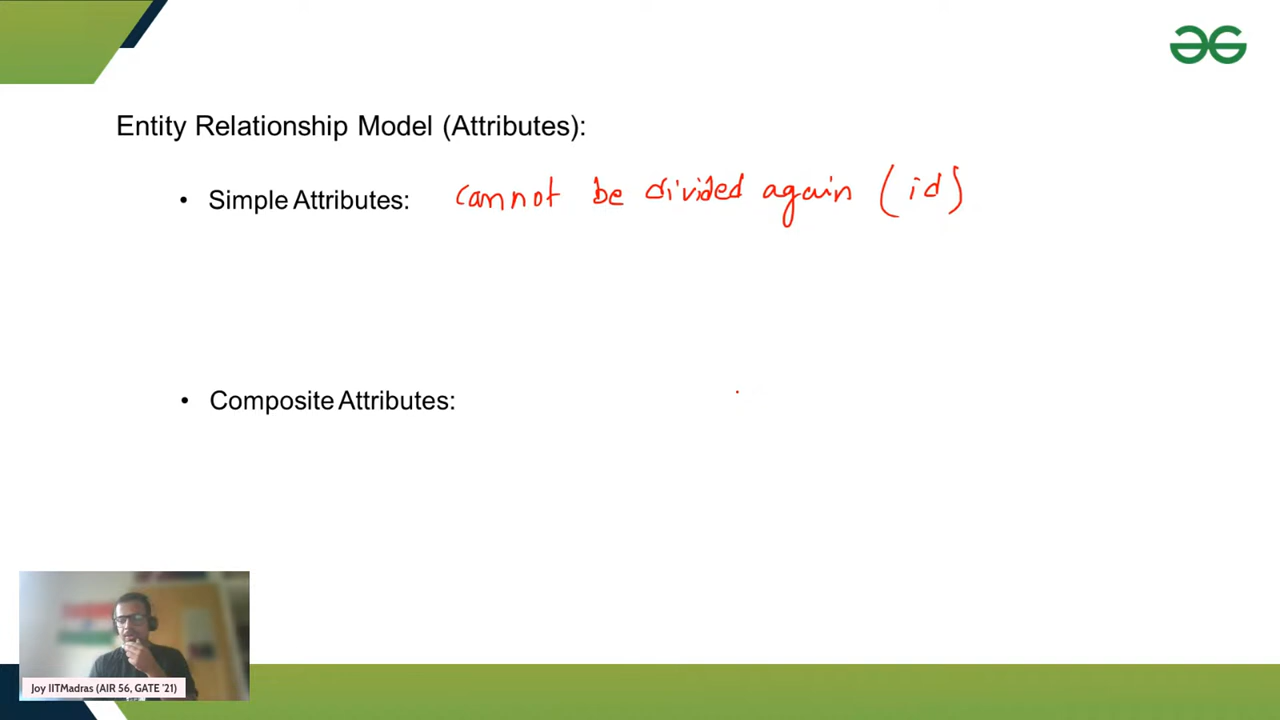 Entity Relationship Model (Attributes):
• Simple Attributes: cannot be divided again (id)
• Composite Attributes:
Joy IITMadras (AIR 56, GATE '21)